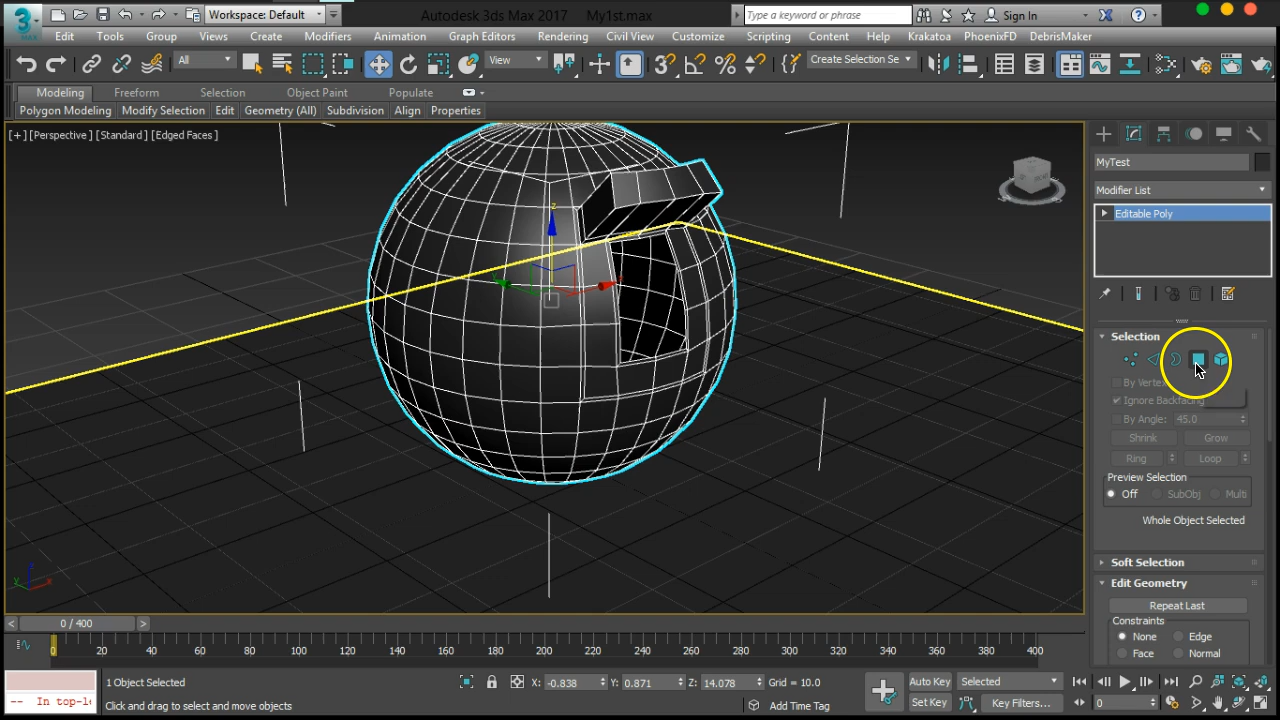 Workspace: Default
Autodesk 3ds Max 2017 My1st.max
Type a keyword or phrase
Sign In
3
MAX
Edit Tools Group Views Create Modifiers Animation Graph Editors Rendering Civil View Customize Scripting Content Help Krakatoa PhoenixFD DebrisMaker
All View Create Selection Se
Modeling Freeform Selection Object Paint Populate
Polygon Modeling Modify Selection Edit Geometry (All) Subdivision Align Properties
[+] [Perspective] [Standard] [Edged Faces]
MyTest
Modifier List
Editable Poly
Selection
By Vertex
Ignore Backfacing
By Angle: 45.0
Shrink Grow
Ring Loop
Preview Selection
Off SubObj Multi
Whole Object Selected
Soft Selection
Edit Geometry
Repeat Last
Constraints
None Edge
Face Normal
z
x
z
y x
0 / 400
0 20 40 60 80 100 120 140 160 180 200 220 240 260 280 300 320 340 360 380 400
1 Object Selected X: -0.838 Y: 0.871 Z: 14.078 Grid = 10.0 Auto Key Selected
-- In top-le
Click and drag to select and move objects Add Time Tag Set Key Key Filters... 0